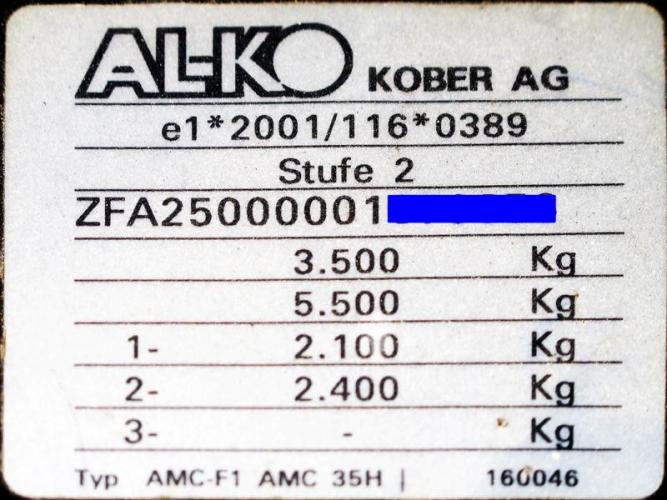 AL-KO KOBER AG
e1*2001/116*0389
Stufe 2
ZFA25000001
3.500 Kg
5.500 Kg
1- 2.100 Kg
2- 2.400 Kg
3- - Kg
Typ AMC-F1 AMC 35H | 160046